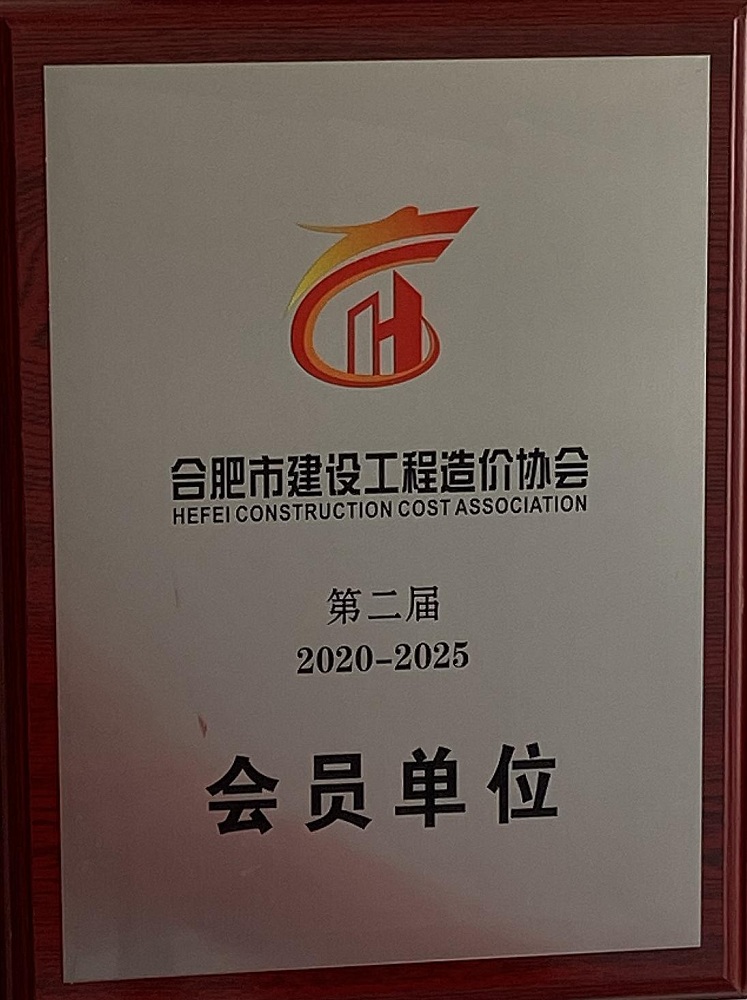 合肥市建设工程造价协会
HEFEI CONSTRUCTION COST ASSOCIATION
第二届
2020-2025
会员单位